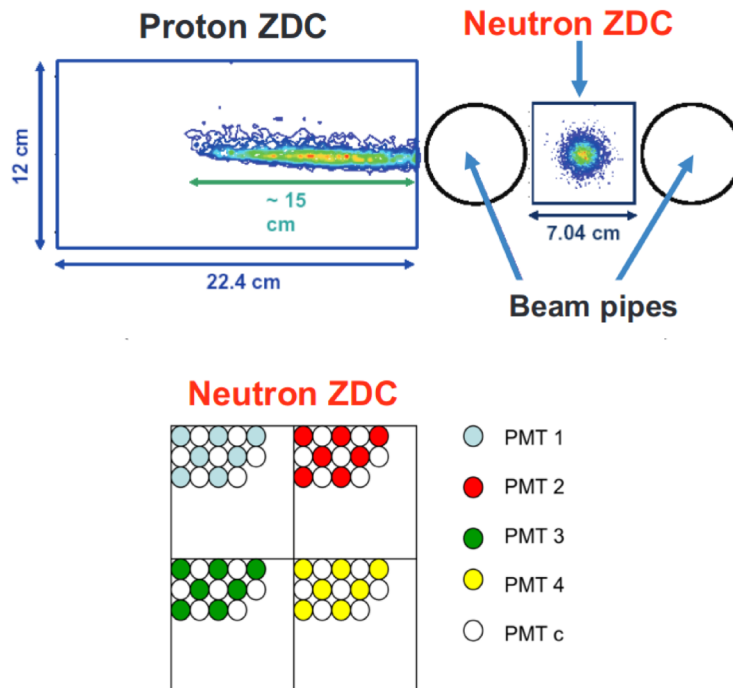 Proton ZDC
Neutron ZDC
12 cm
~ 15
cm
22.4 cm
7.04 cm
Beam pipes
Neutron ZDC
PMT 1
PMT 2
PMT 3
PMT 4
PMT c